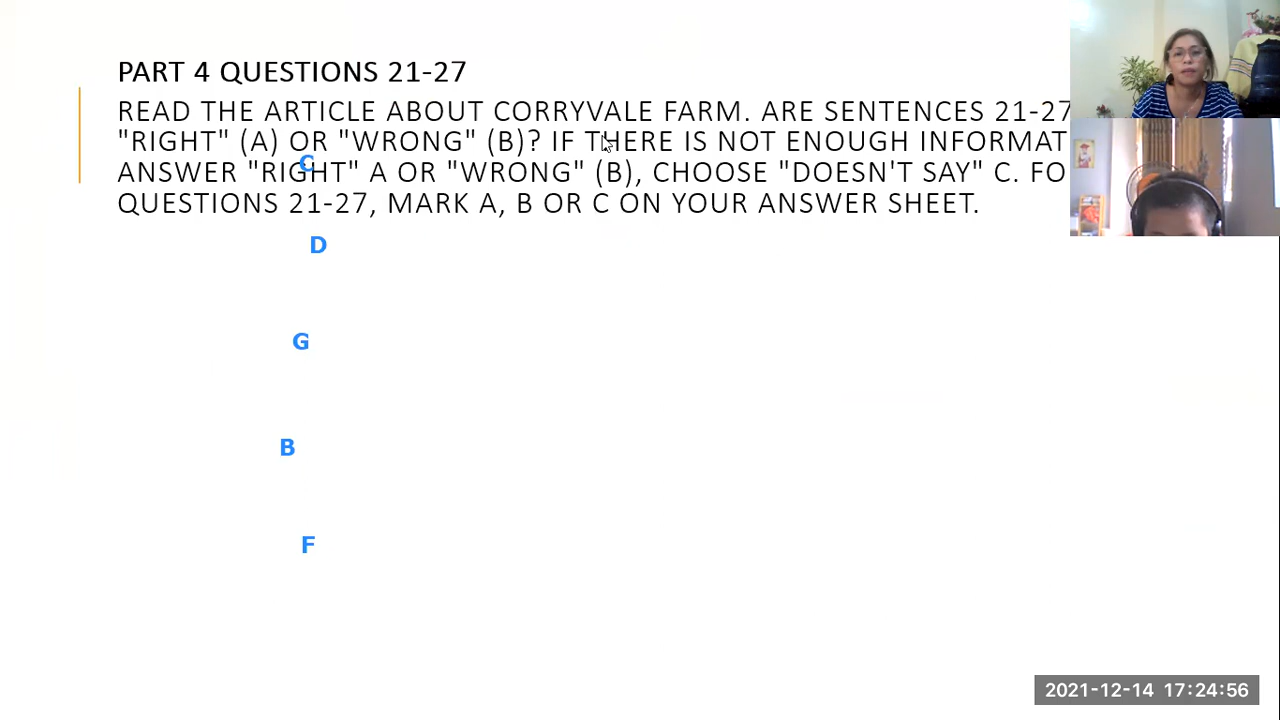 PART 4 QUESTIONS 21-27
READ THE ARTICLE ABOUT CORRYVALE FARM. ARE SENTENCES 21-27
"RIGHT" (A) OR "WRONG" (B)? IF THERE IS NOT ENOUGH INFORMAT
C
ANSWER "RIGHT" A OR "WRONG" (B), CHOOSE "DOESN'T SAY" C. FO
QUESTIONS 21-27, MARK A, B OR C ON YOUR ANSWER SHEET.
D
G
B
F
2021-12-14 17:24:56